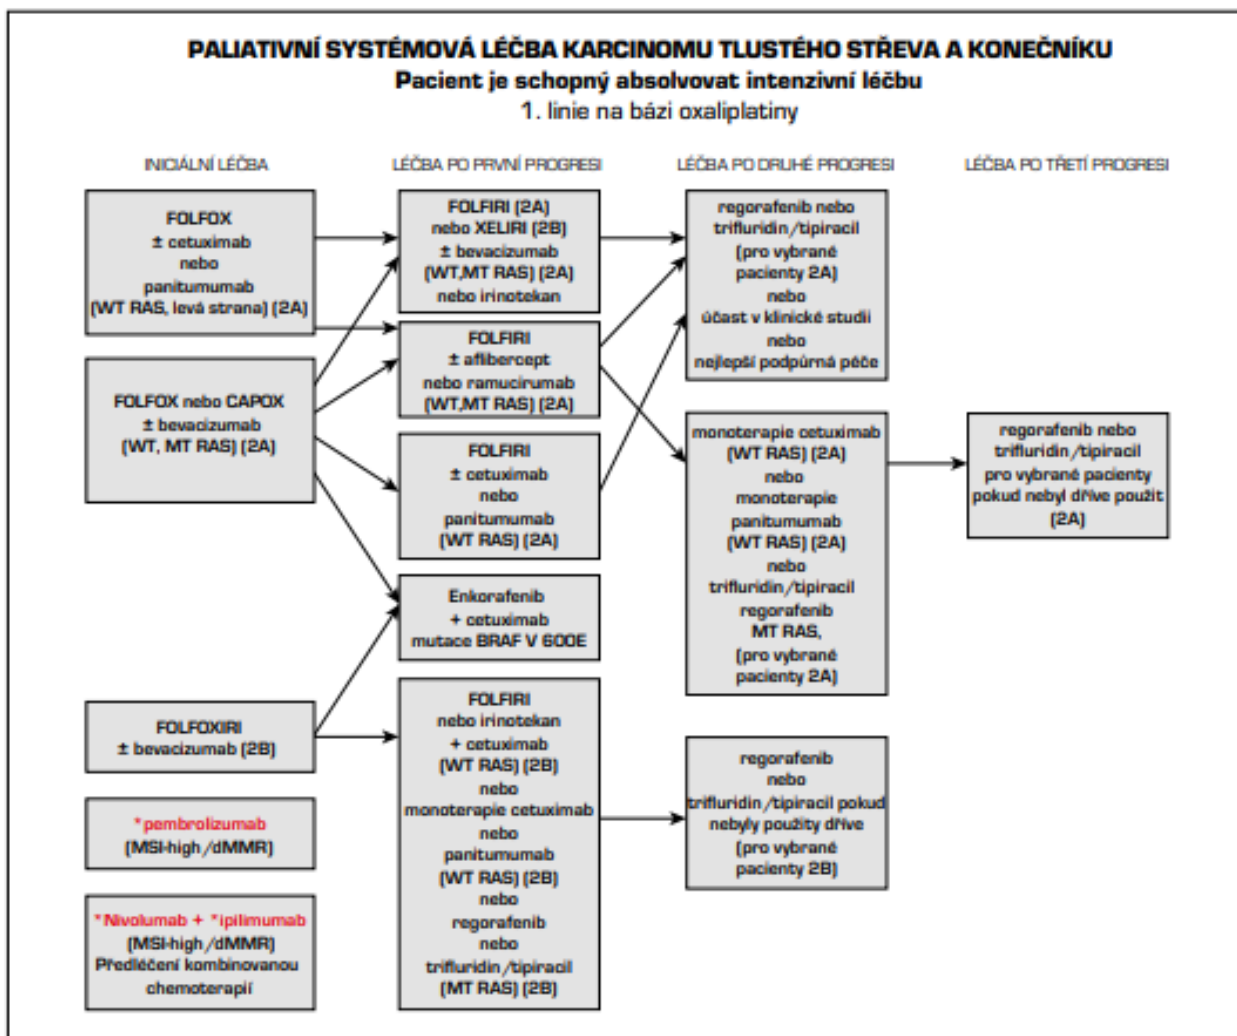 PALIATIVNÍ SYSTÉMOVÁ LÉČBA KARCINOMU TLUSTÉHO STŘEVA A KONEČNÍKU
Pacient je schopný absolvovat intenzivní léčbu
1. linie na bázi oxaliplatiny
INICIÁLNÍ LÉČBA
FOLFOX
± cetuximab
nebo
panitumumab
(WT RAS, levá strana) (2A)
FOLFOX nebo CAPOX
± bevacizumab
(WT, MT RAS) (2A)
FOLFOXIRI
± bevacizumab (2B)
*pembrolizumab
(MSI-high/dMMR)
*Nivolumab + *ipilimumab
(MSI-high/dMMR)
Předléčení kombinovanou
chemoterapií
LÉČBA PO PRVNÍ PROGRESI
FOLFIRI (2A)
nebo XELIRI (2B)
± bevacizumab
(WT,MT RAS) (2A)
nebo irinotekan
FOLFIRI
± aflibercept
nebo ramucirumab
(WT,MT RAS) (2A)
FOLFIRI
± cetuximab
nebo
panitumumab
(WT RAS) (2A)
Enkorafenib
+ cetuximab
mutace BRAF V 600E
FOLFIRI
nebo irinotekan
+ cetuximab
(WT RAS) (2B)
nebo
monoterapie cetuximab
nebo
panitumumab
(WT RAS) (2B)
nebo
regorafenib
nebo
trifluridin/tipiracil
(MT RAS) (2B)
LÉČBA PO DRUHÉ PROGRESI
regorafenib nebo
trifluridin/tipiracil
(pro vybrané
pacienty 2A)
nebo
účast v klinické studii
nebo
nejlepší podpůrná péče
monoterapie cetuximab
(WT RAS) (2A)
nebo
monoterapie
panitumumab
(WT RAS) (2A)
nebo
trifluridin/tipiracil
regorafenib
MT RAS,
(pro vybrané
pacienty 2A)
regorafenib
nebo
trifluridin/tipiracil pokud
nebyly použity dříve
(pro vybrané
pacienty 2B)
LÉČBA PO TŘETÍ PROGRESI
regorafenib nebo
trifluridin/tipiracil
pro vybrané pacienty
pokud nebyl dříve použit
(2A)